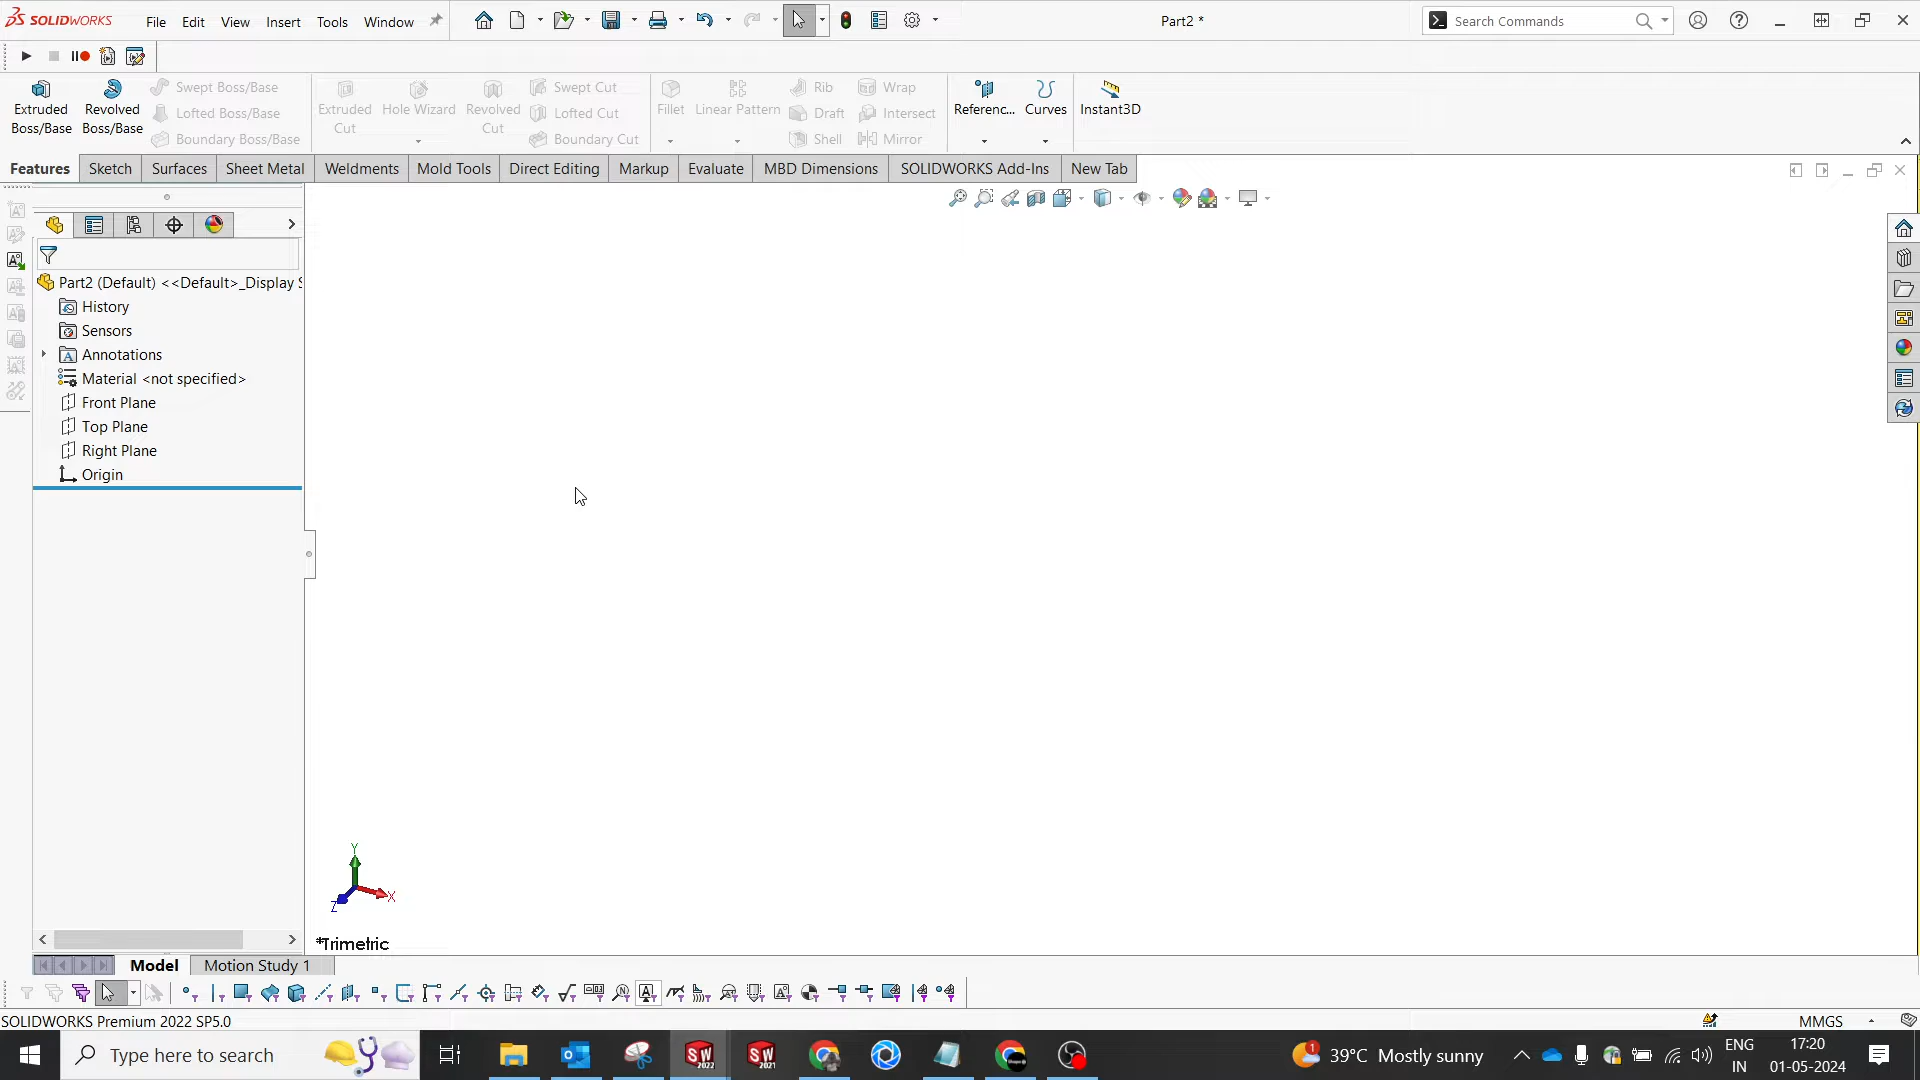 SOLIDWORKS File Edit View Insert Tools Window Part2 * Search Commands
Extruded Boss/Base
Revolved Boss/Base
Swept Boss/Base
Lofted Boss/Base
Boundary Boss/Base
Extruded Cut
Hole Wizard
Revolved Cut
Swept Cut
Lofted Cut
Boundary Cut
Fillet
Linear Pattern
Rib
Draft
Shell
Wrap
Intersect
Mirror
Referenc...
Curves
Instant3D
Features Sketch Surfaces Sheet Metal Weldments Mold Tools Direct Editing Markup Evaluate MBD Dimensions SOLIDWORKS Add-Ins New Tab
Part2 (Default) <<Default>_Display S
History
Sensors
Annotations
Material <not specified>
Front Plane
Top Plane
Right Plane
Origin
Y
X
Z
*Trimetric
Model Motion Study 1
SOLIDWORKS Premium 2022 SP5.0 MMGS
Type here to search
SW 2022
SW 2021
1
39°C Mostly sunny
ENG
IN
17:20
01-05-2024